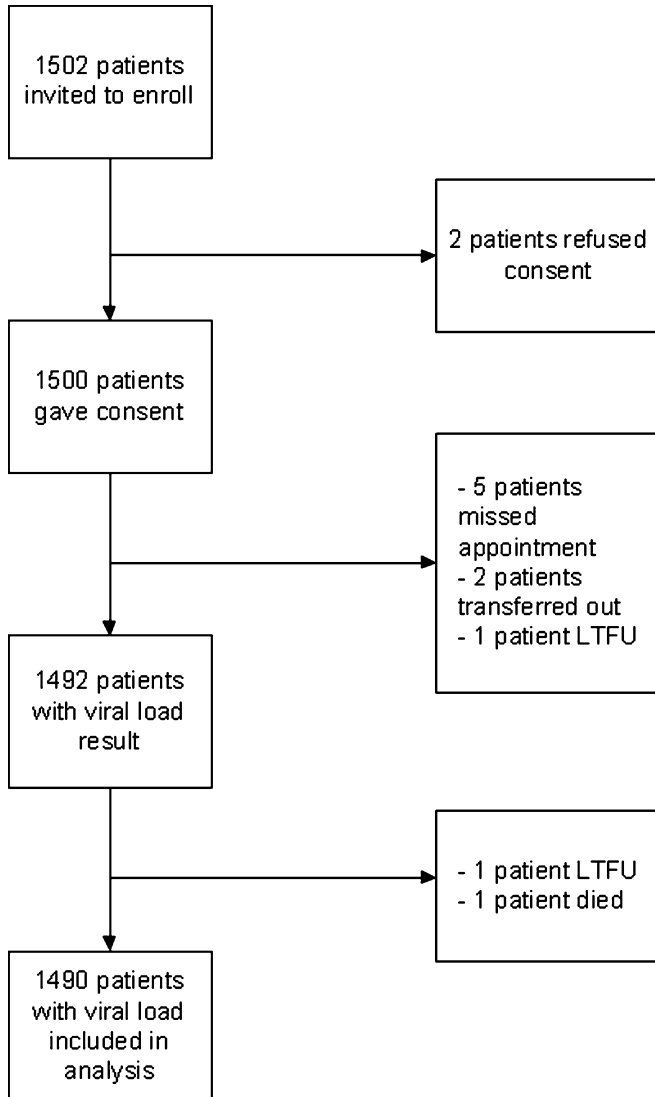 1502 patients
invited to enroll
2 patients refused
consent
1500 patients
gave consent
- 5 patients
missed
appointment
- 2 patients
transferred out
- 1 patient LTFU
1492 patients
with viral load
result
- 1 patient LTFU
- 1 patient died
1490 patients
with viral load
included in
analysis